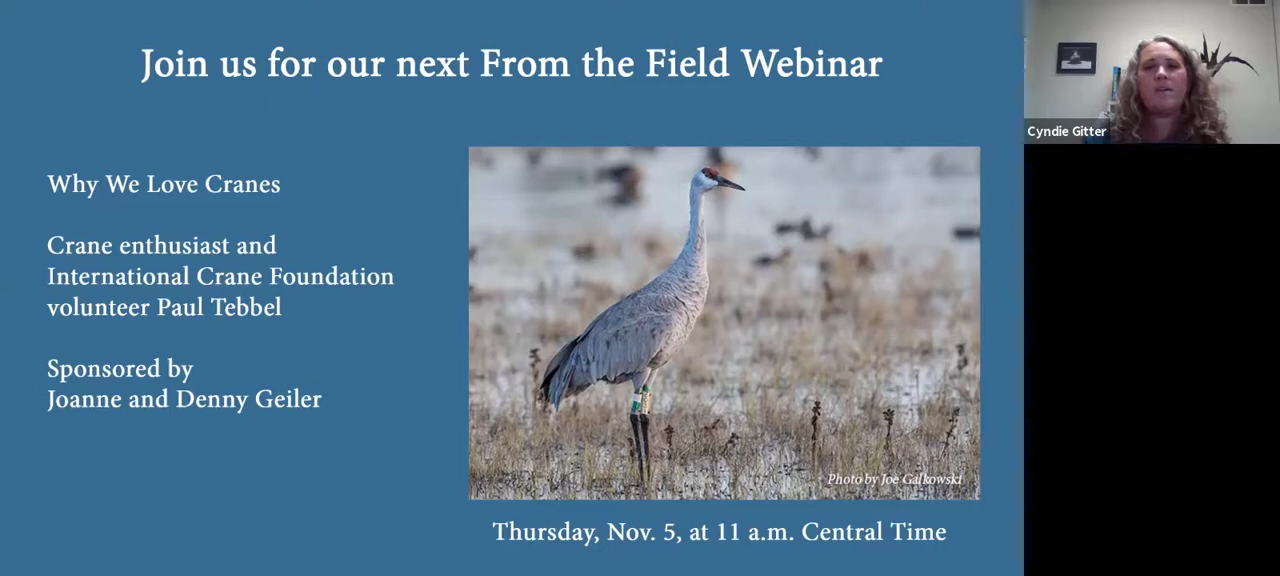 Join us for our next From the Field Webinar
Why We Love Cranes
Crane enthusiast and
International Crane Foundation
volunteer Paul Tebbel
Sponsored by
Joanne and Denny Geiler
Photo by Joe Galkowski
Thursday, Nov. 5, at 11 a.m. Central Time
Cyndie Gitter